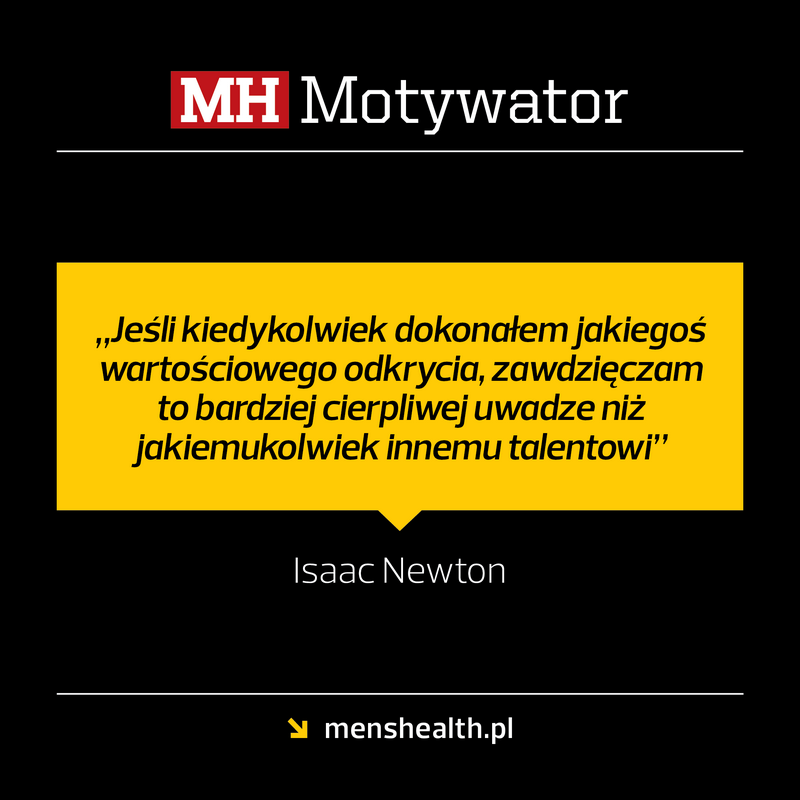 MH Motywator
„Jeśli kiedykolwiek dokonałem jakiegoś
wartościowego odkrycia, zawdzięczam
to bardziej cierpliwej uwadze niż
jakiemukolwiek innemu talentowi”
Isaac Newton
menshealth.pl